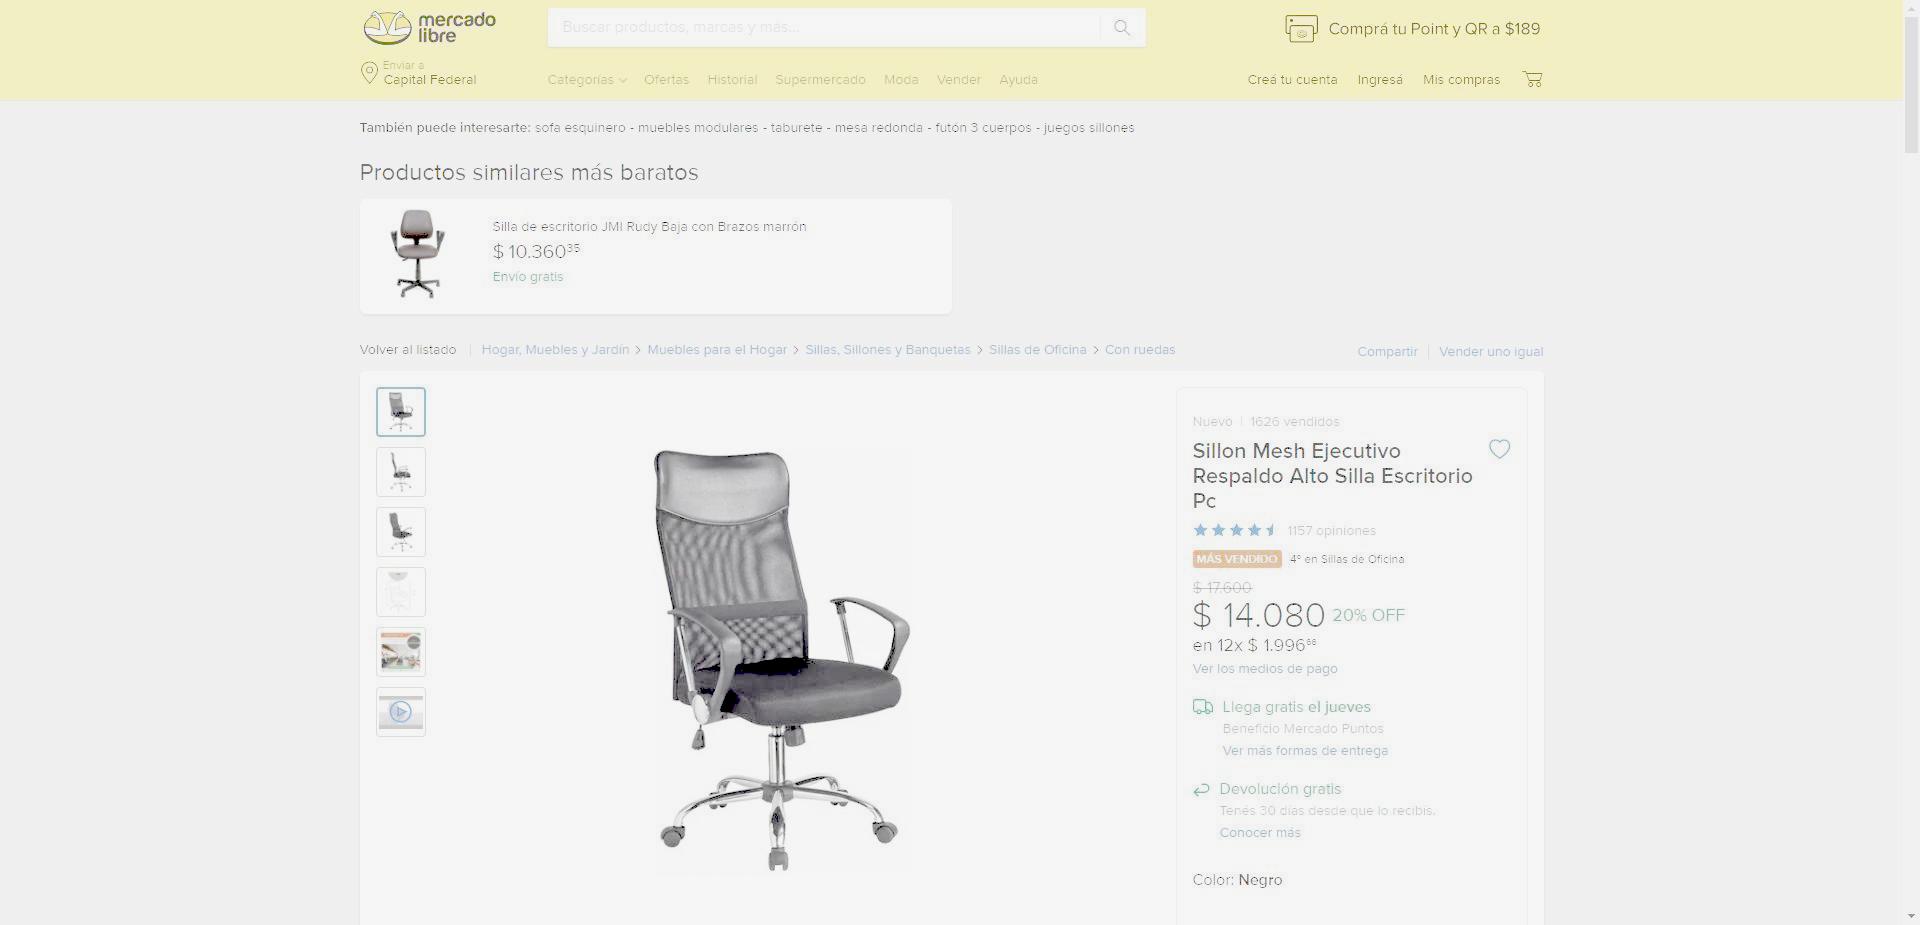 mercado
libre
Buscar productos, marcas y más...
Comprá tu Point y QR a $189
Enviar a
Capital Federal
Categorías Ofertas Historial Supermercado Moda Vender Ayuda
Creá tu cuenta Ingresá Mis compras
También puede interesarte: sofa esquinero - muebles modulares - taburete - mesa redonda - futón 3 cuerpos - juegos sillones
Productos similares más baratos
Silla de escritorio JMI Rudy Baja con Brazos marrón
$ 10.360 35
Envío gratis
Volver al listado | Hogar, Muebles y Jardín > Muebles para el Hogar > Sillas, Sillones y Banquetas > Sillas de Oficina > Con ruedas
Compartir | Vender uno igual
Nuevo | 1626 vendidos
Sillon Mesh Ejecutivo
Respaldo Alto Silla Escritorio
Pc
1157 opiniones
MÁS VENDIDO 4º en Sillas de Oficina
$ 17.600
$ 14.080 20% OFF
en 12x $ 1.996 66
Ver los medios de pago
Llega gratis el jueves
Beneficio Mercado Puntos
Ver más formas de entrega
Devolución gratis
Tenés 30 días desde que lo recibís.
Conocer más
Color: Negro